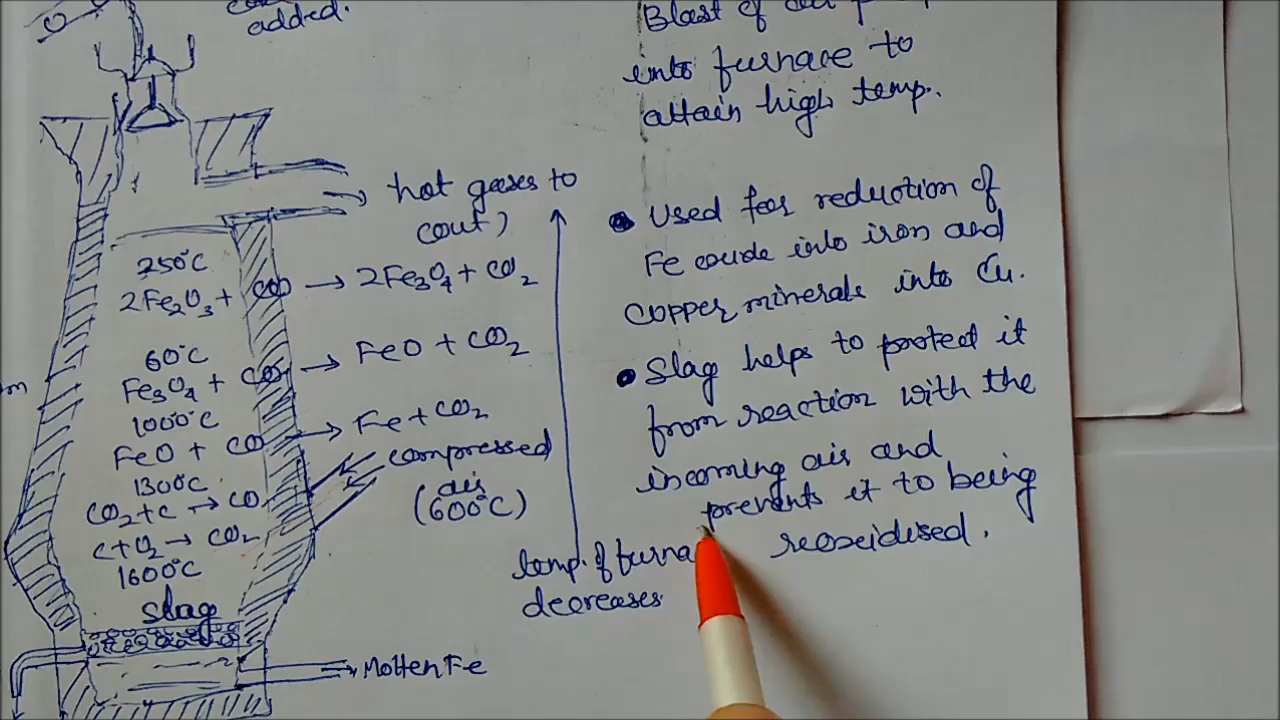 added.
hot gases to
(out)
250°C
2Fe2O3 + CO → 2Fe3O4 + CO2
60°C
Fe3O4 + CO → FeO + CO2
1000°C
FeO + CO → Fe + CO2
1300°C
CO2 + C → CO
C + O2 → CO2
1600°C
compressed
air
(600°C)
Slag
temp. of
decreases
→ Molten Fe
Blast of air
into furnace to
attain high temp.
• Used for reduction of
Fe oxide into iron and
copper minerals into Cu.
• Slag helps to protect it
from reaction with the
incoming air and
prevents it to being
reoxidised.